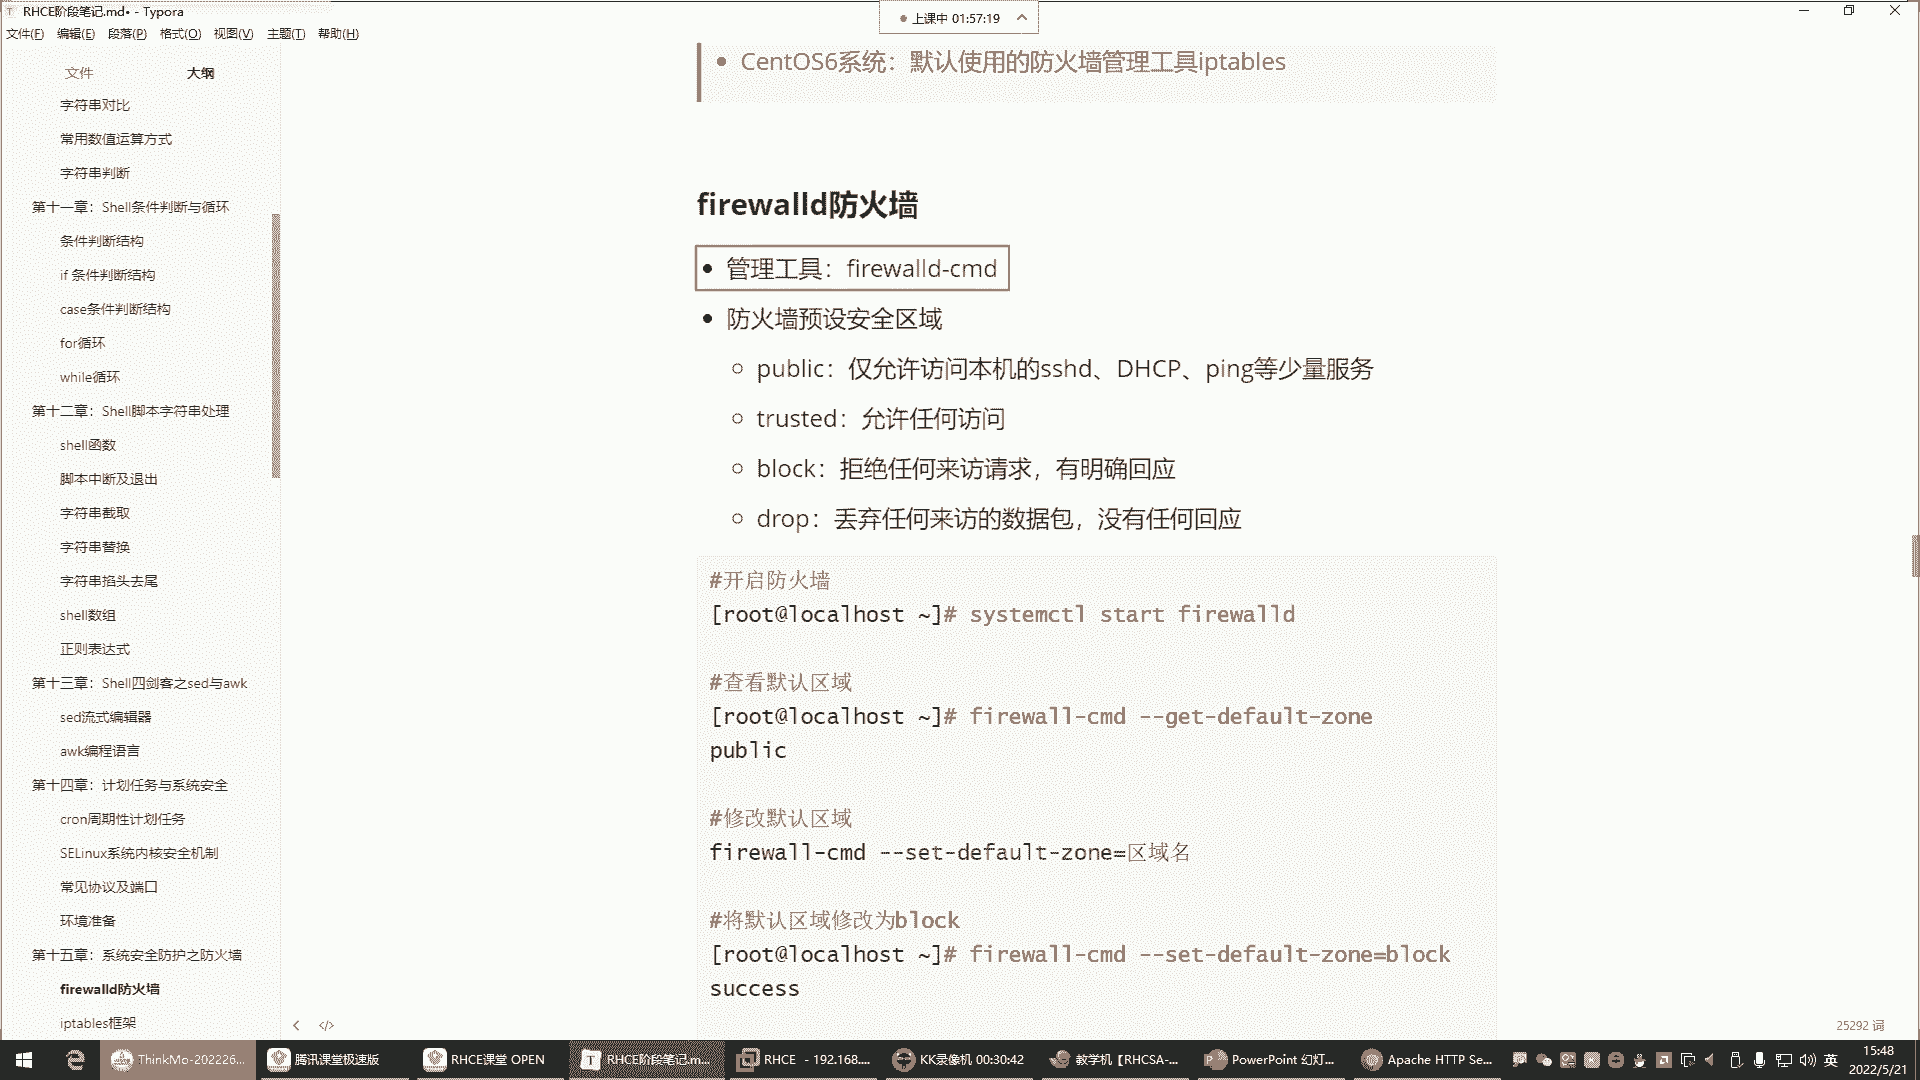 RHCE阶段笔记.md• - Typora
上课中 01:57:19
文件(F) 编辑(E) 段落(P) 格式(O) 视图(V) 主题(T) 帮助(H)
文件 大纲
字符串对比
常用数值运算方式
字符串判断
第十一章：Shell条件判断与循环
条件判断结构
if 条件判断结构
case条件判断结构
for循环
while循环
第十二章：Shell脚本字符串处理
shell函数
脚本中断及退出
字符串截取
字符串替换
字符串掐头去尾
shell数组
正则表达式
第十三章：Shell四剑客之sed与awk
sed流式编辑器
awk编程语言
第十四章：计划任务与系统安全
cron周期性计划任务
SELinux系统内核安全机制
常见协议及端口
环境准备
第十五章：系统安全防护之防火墙
firewalld防火墙
iptables框架
CentOS6系统：默认使用的防火墙管理工具iptables
firewalld防火墙
管理工具：firewalld-cmd
防火墙预设安全区域
public：仅允许访问本机的sshd、DHCP、ping等少量服务
trusted：允许任何访问
block：拒绝任何来访请求，有明确回应
drop：丢弃任何来访的数据包，没有任何回应
#开启防火墙
[root@localhost ~]# systemctl start firewalld
#查看默认区域
[root@localhost ~]# firewall-cmd --get-default-zone
public
#修改默认区域
firewall-cmd --set-default-zone=区域名
#将默认区域修改为block
[root@localhost ~]# firewall-cmd --set-default-zone=block
success
25292 词
ThinkMo-202226...
腾讯课堂极速版
RHCE课堂 OPEN
RHCE阶段笔记.m...
RHCE - 192.168....
KK录像机 00:30:42
教学机【RHCSA-...
PowerPoint 幻灯...
Apache HTTP Se...
英
15:48
2022/5/21